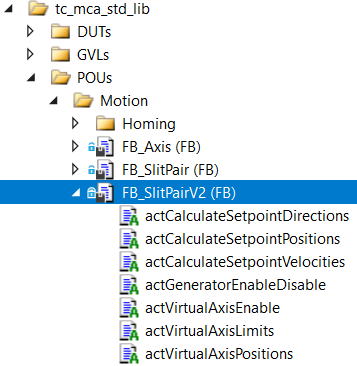 tc_mca_std_lib
DUTs
GVLs
POUs
Motion
Homing
FB_Axis (FB)
FB_SlitPair (FB)
FB_SlitPairV2 (FB)
actCalculateSetpointDirections
actCalculateSetpointPositions
actCalculateSetpointVelocities
actGeneratorEnableDisable
actVirtualAxisEnable
actVirtualAxisLimits
actVirtualAxisPositions